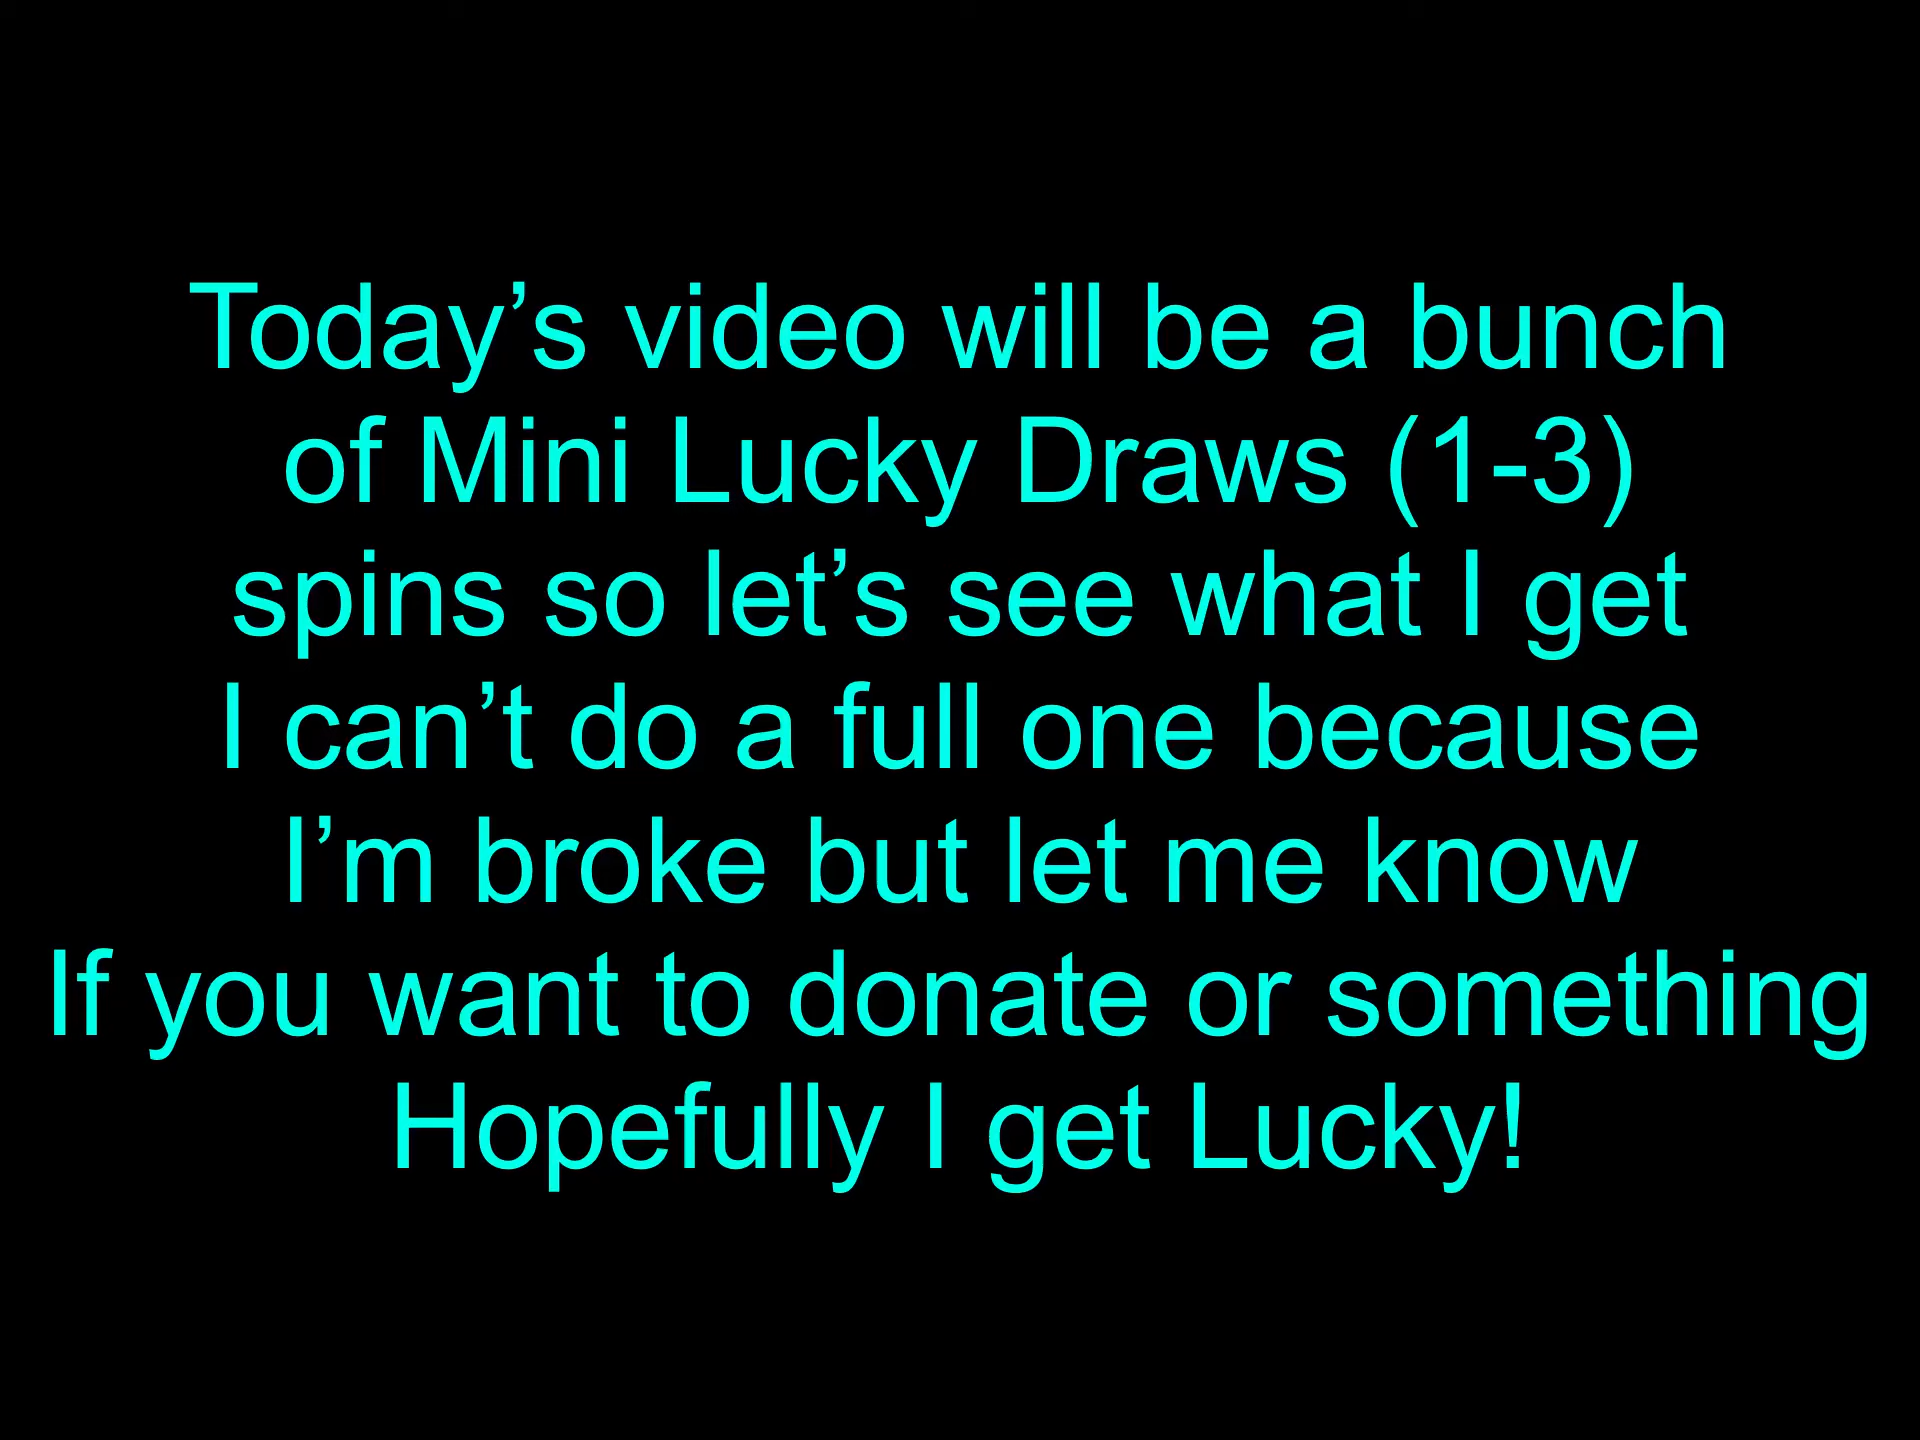 Today’s video will be a bunch
of Mini Lucky Draws (1-3)
spins so let’s see what I get
I can’t do a full one because
I’m broke but let me know
If you want to donate or something
Hopefully I get Lucky!